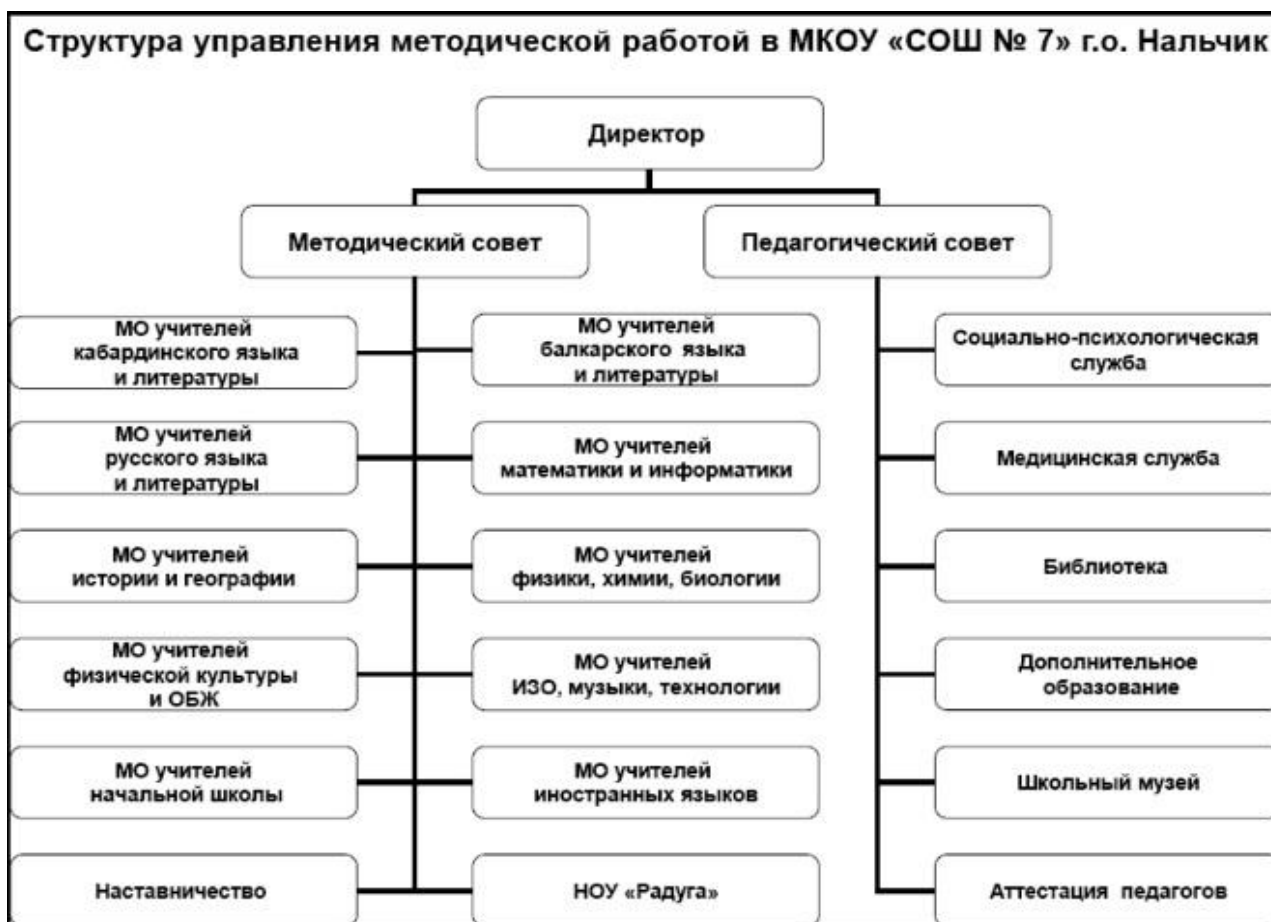 Структура управления методической работой в МКОУ «СОШ № 7» г.о. Нальчик
Директор
Методический совет
Педагогический совет
МО учителей
кабардинского языка
и литературы
МО учителей
балкарского языка
и литературы
Социально-психологическая
служба
МО учителей
русского языка
и литературы
МО учителей
математики и информатики
Медицинская служба
МО учителей
истории и географии
МО учителей
физики, химии, биологии
Библиотека
МО учителей
физической культуры
и ОБЖ
МО учителей
ИЗО, музыки, технологии
Дополнительное
образование
МО учителей
начальной школы
МО учителей
иностранных языков
Школьный музей
Наставничество
НОУ «Радуга»
Аттестация педагогов